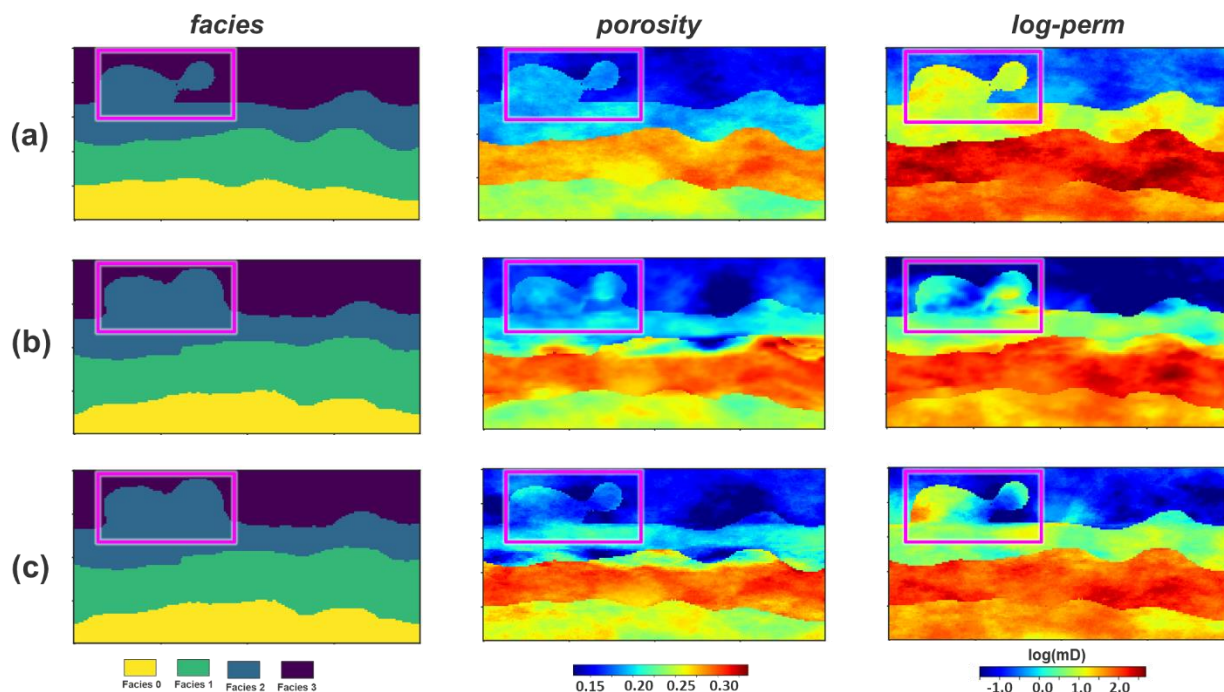 facies porosity log-perm
(a)
(b)
(c)
Facies 0 Facies 1 Facies 2 Facies 3
0.15 0.20 0.25 0.30
log(mD)
-1.0 0.0 1.0 2.0